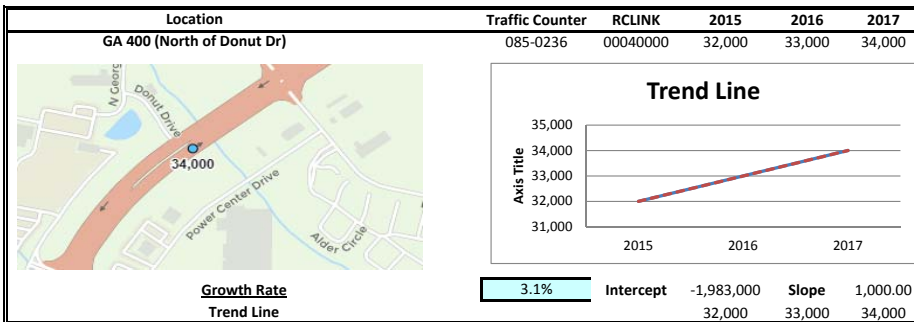 Location Traffic Counter RCLINK 2015 2016 2017
GA 400 (North of Donut Dr) 085-0236 00040000 32,000 33,000 34,000
N Georg
Donut Drive
34,000
Power Center Drive
Alder Circle
Trend Line
Axis Title
35,000
34,000
33,000
32,000
31,000
2015 2016 2017
Growth Rate 3.1% Intercept -1,983,000 Slope 1,000.00
Trend Line 32,000 33,000 34,000